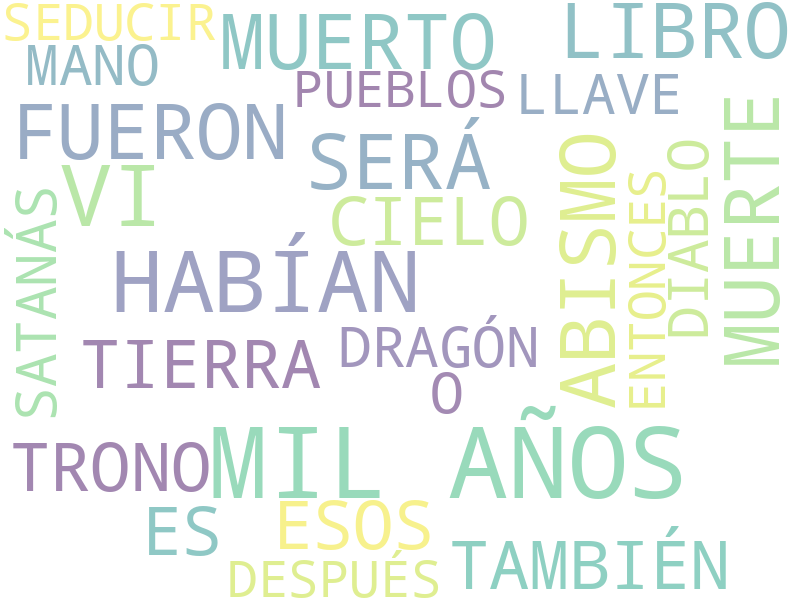 SEDUCIR
MUERTO
LIBRO
MANO
PUEBLOS
LLAVE
FUERON
SERÁ
VI
CIELO
ABISMO
ENTONCES
DIABLO
MUERTE
SATANÁS
HABÍAN
TIERRA
DRAGÓN
O
MIL AÑOS
TRONO
ES
ESOS
TAMBIÉN
DESPUÉS